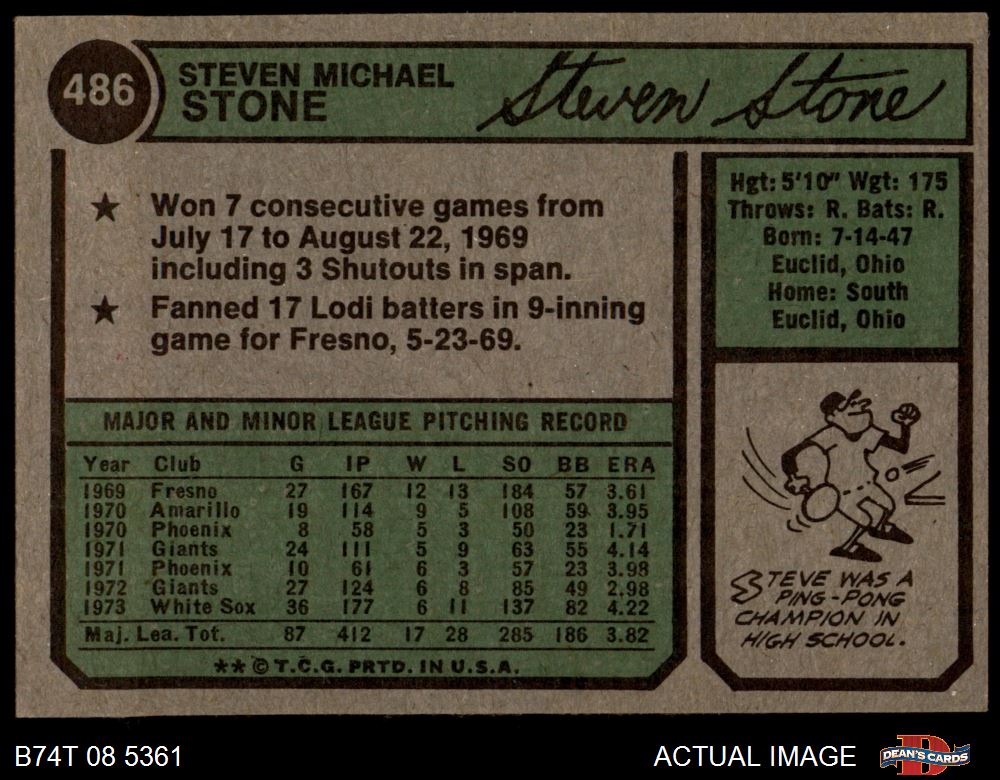 486
STEVEN MICHAEL
STONE
Steven Stone
★ Won 7 consecutive games from
July 17 to August 22, 1969
including 3 Shutouts in span.
★ Fanned 17 Lodi batters in 9-inning
game for Fresno, 5-23-69.
Hgt: 5'10" Wgt: 175
Throws: R. Bats: R.
Born: 7-14-47
Euclid, Ohio
Home: South
Euclid, Ohio
MAJOR AND MINOR LEAGUE PITCHING RECORD
Year Club G IP W L SO BB ERA
1969 Fresno 27 167 12 13 184 57 3.61
1970 Amarillo 19 114 9 5 108 59 3.95
1970 Phoenix 8 58 5 3 50 23 1.71
1971 Giants 24 111 5 9 63 55 4.14
1971 Phoenix 10 61 6 3 57 23 3.98
1972 Giants 27 124 6 8 85 49 2.98
1973 White Sox 36 177 6 11 137 82 4.22
Maj. Lea. Tot. 87 412 17 28 285 186 3.82
**© T.C.G. PRTD. IN U.S.A.
STEVE WAS A
PING-PONG
CHAMPION IN
HIGH SCHOOL.
B74T 08 5361
ACTUAL IMAGE
D
DEAN'S CARDS